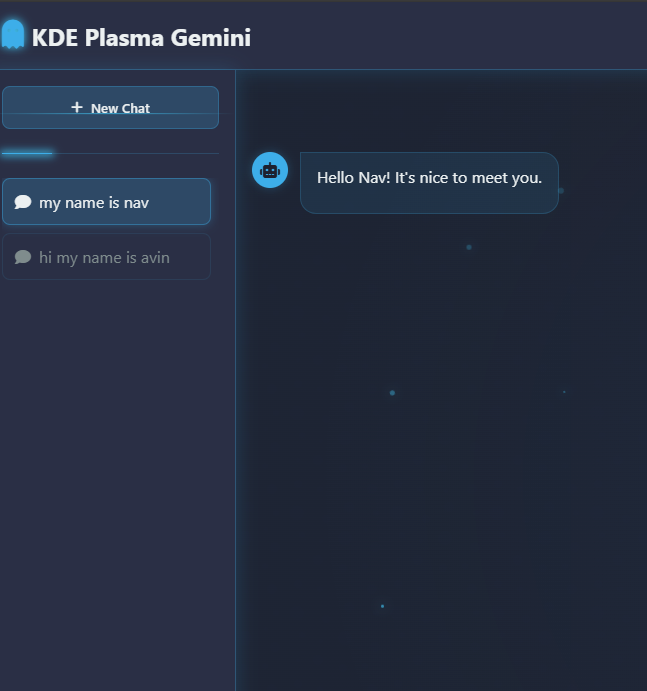 KDE Plasma Gemini
+ New Chat
my name is nav
Hello Nav! It's nice to meet you.
hi my name is avin